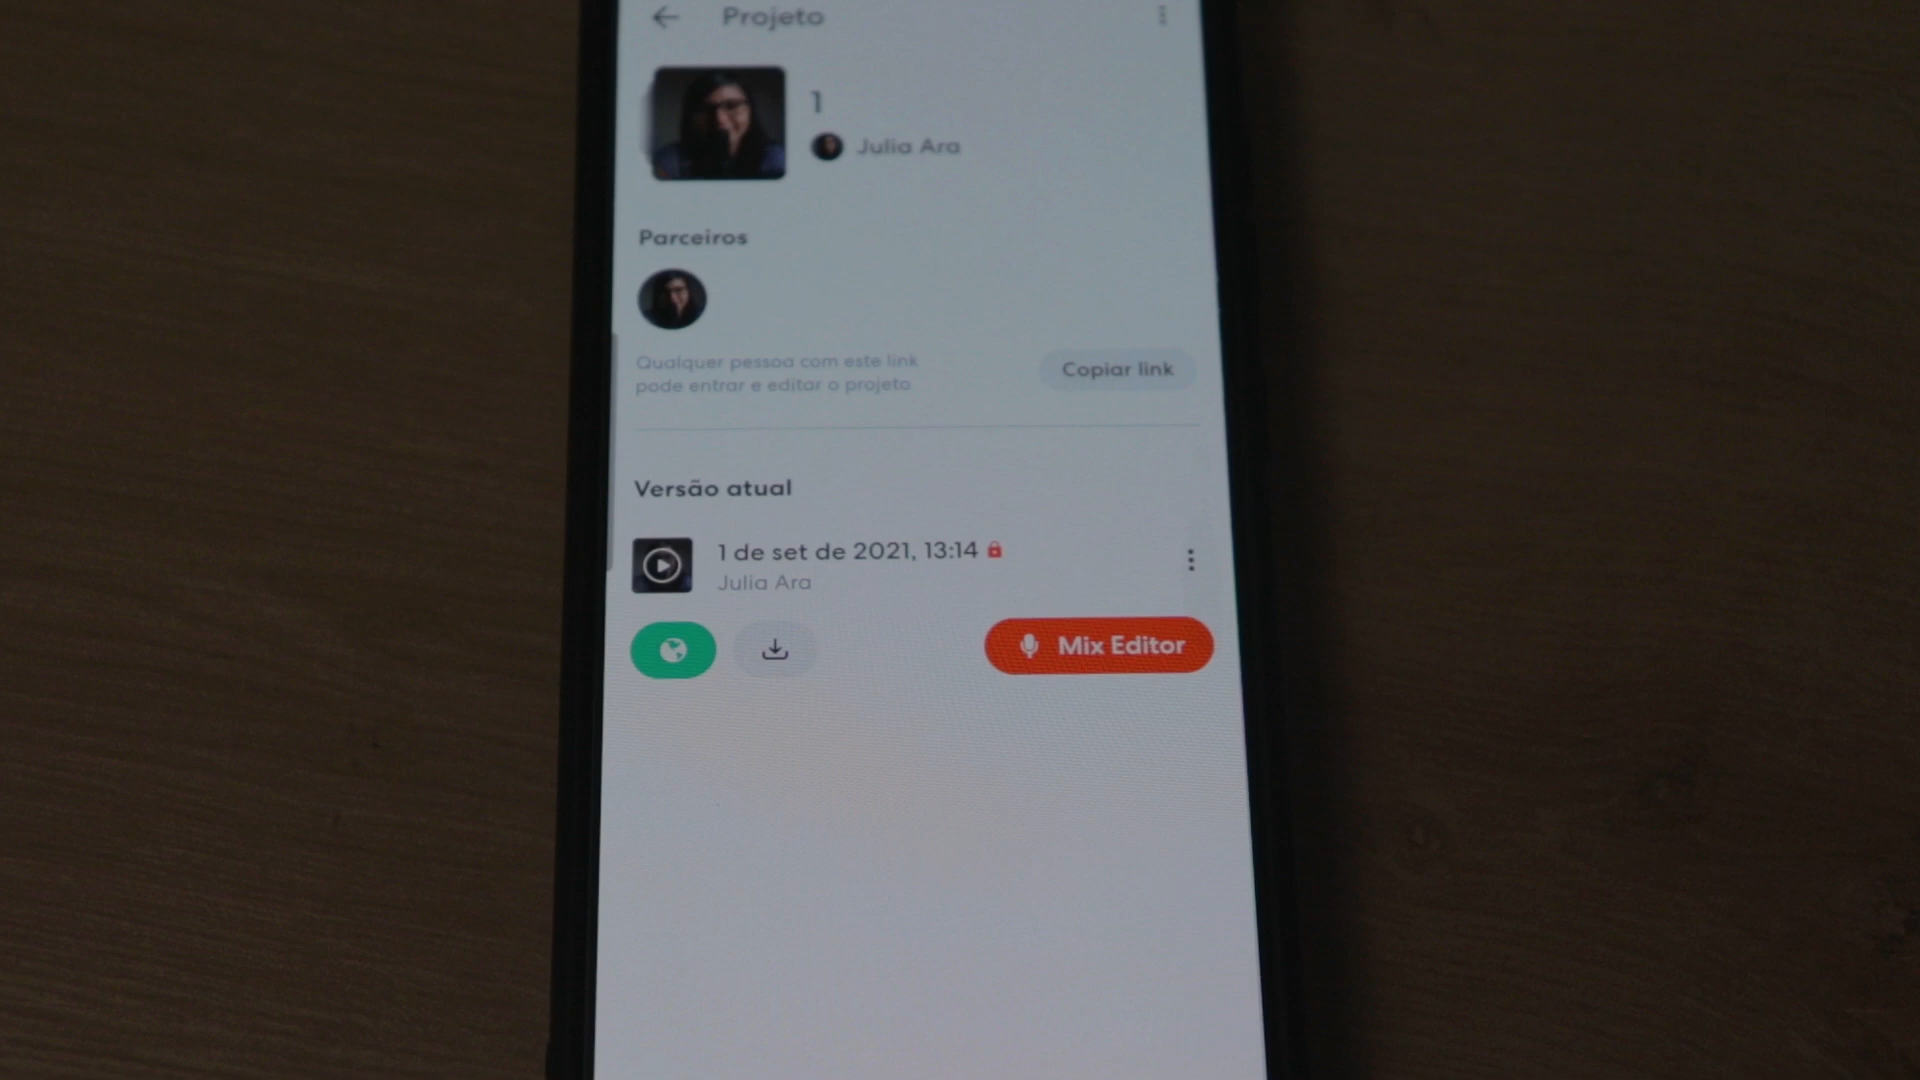 Projeto
1
Julia Ara
Parceiros
Qualquer pessoa com este link
pode entrar e editar o projeto
Copiar link
Versão atual
1 de set de 2021, 13:14
Julia Ara
Mix Editor